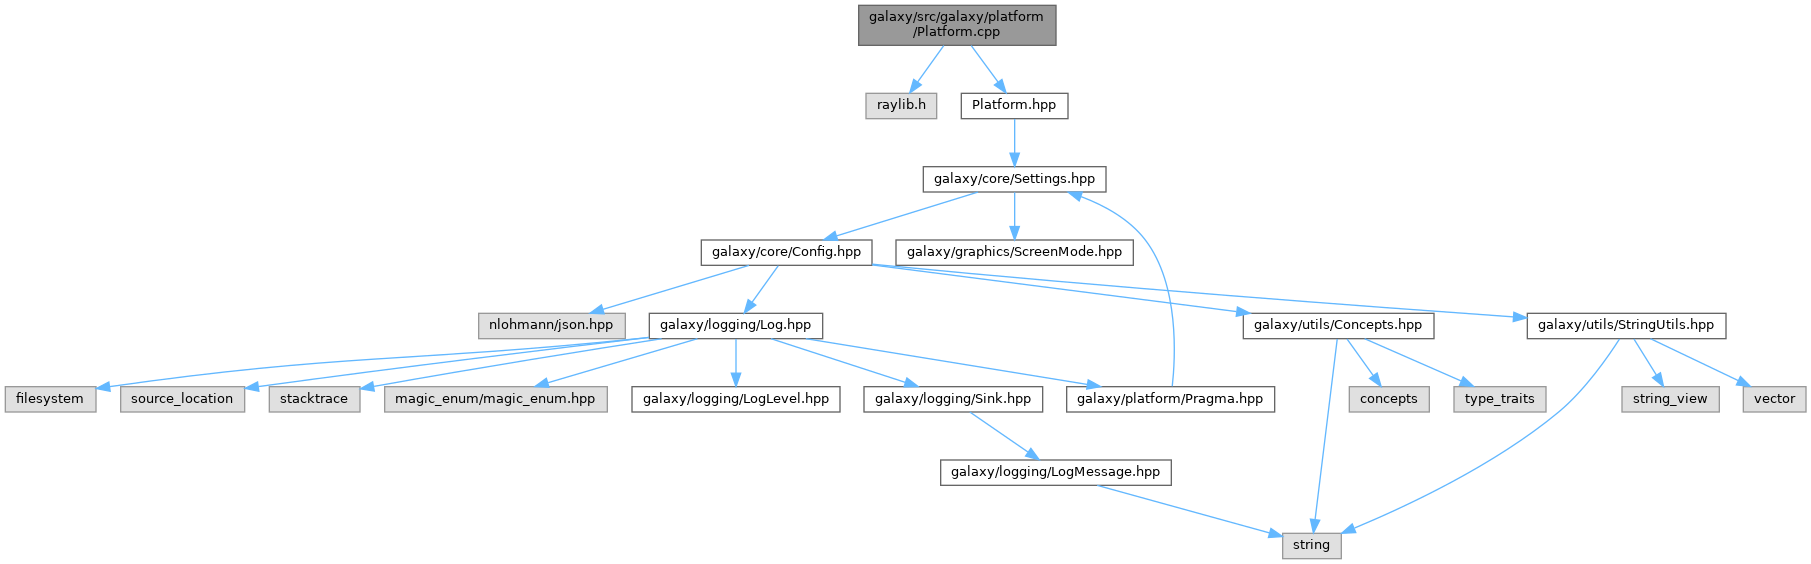 galaxy/src/galaxy/platform
/Platform.cpp
raylib.h
Platform.hpp
galaxy/core/Settings.hpp
galaxy/core/Config.hpp
galaxy/graphics/ScreenMode.hpp
nlohmann/json.hpp
galaxy/logging/Log.hpp
galaxy/utils/Concepts.hpp
galaxy/utils/StringUtils.hpp
filesystem
source_location
stacktrace
magic_enum/magic_enum.hpp
galaxy/logging/LogLevel.hpp
galaxy/logging/Sink.hpp
galaxy/platform/Pragma.hpp
concepts
type_traits
string_view
vector
galaxy/logging/LogMessage.hpp
string